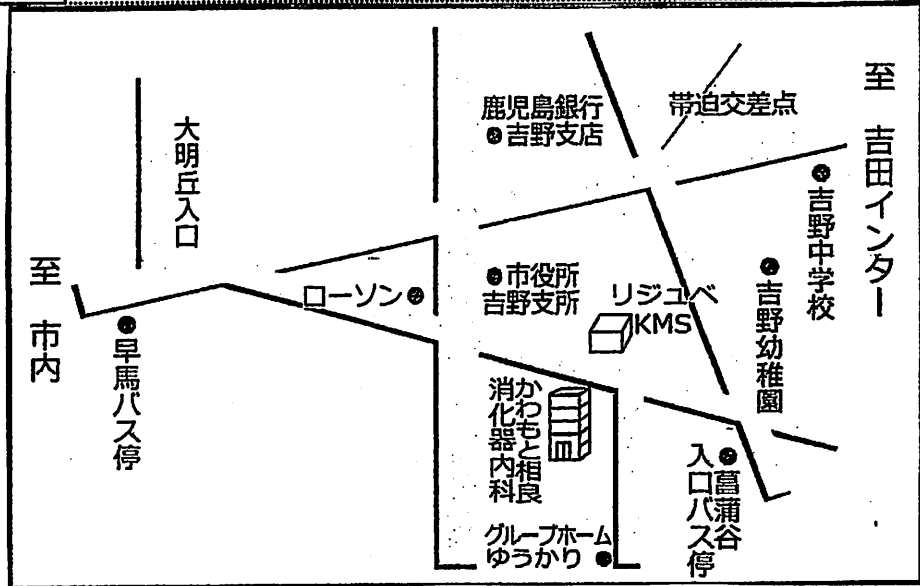 鹿児島銀行
吉野支店
帯迫交差点
至 吉田インター
吉野中学校
大明丘入口
至 市内
早馬バス停
ローソン
市役所
吉野支所
リジュベ
KMS
吉野幼稚園
かわもと相良
消化器内科
菖蒲谷
入口バス停
グループホーム
ゆうかり